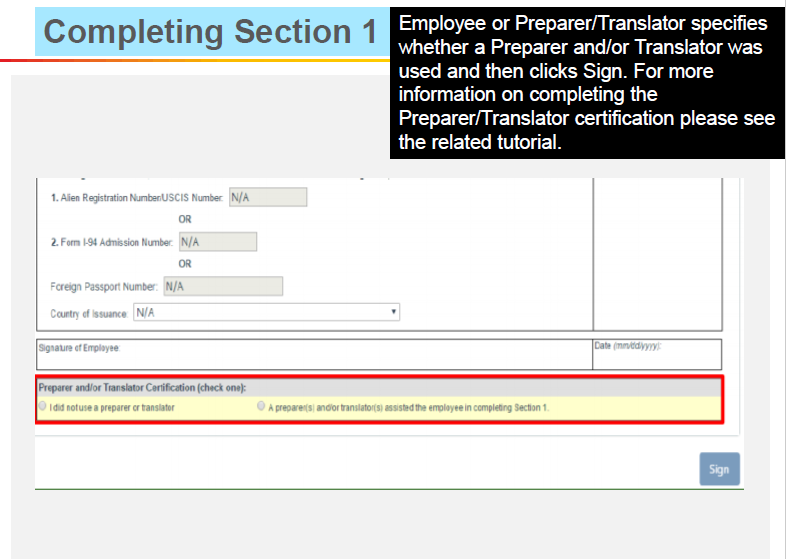 Completing Section 1
Employee or Preparer/Translator specifies
whether a Preparer and/or Translator was
used and then clicks Sign. For more
information on completing the
Preparer/Translator certification please see
the related tutorial.
1. Alien Registration Number/USCIS Number: N/A
OR
2. Form I-94 Admission Number: N/A
OR
Foreign Passport Number: N/A
Country of Issuance: N/A
Signature of Employee: Date (mm/dd/yyyy):
Preparer and/or Translator Certification (check one):
I did not use a preparer or translator A preparer(s) and/or translator(s) assisted the employee in completing Section 1.
Sign